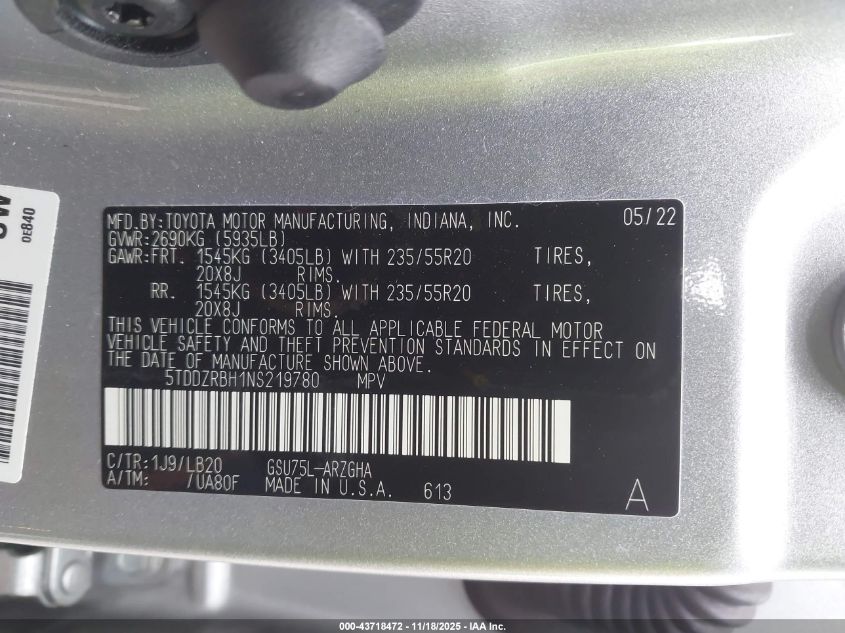 MFD.BY:TOYOTA MOTOR MANUFACTURING, INDIANA, INC. 05/22
GVWR:2690KG (5935LB)
GAWR:FRT. 1545KG (3405LB) WITH 235/55R20 TIRES,
20X8J RIMS.
RR. 1545KG (3405LB) WITH 235/55R20 TIRES,
20X8J RIMS.
THIS VEHICLE CONFORMS TO ALL APPLICABLE FEDERAL MOTOR
VEHICLE SAFETY AND THEFT PREVENTION STANDARDS IN EFFECT ON
THE DATE OF MANUFACTURE SHOWN ABOVE.
5TDDZRBH1NS219780 MPV
C/TR:1J9/LB20 GSU75L-ARZGHA
A/TM: /UA80F MADE IN U.S.A. 613 A
0E840
000-43718472 - 11/18/2025 - IAA Inc.